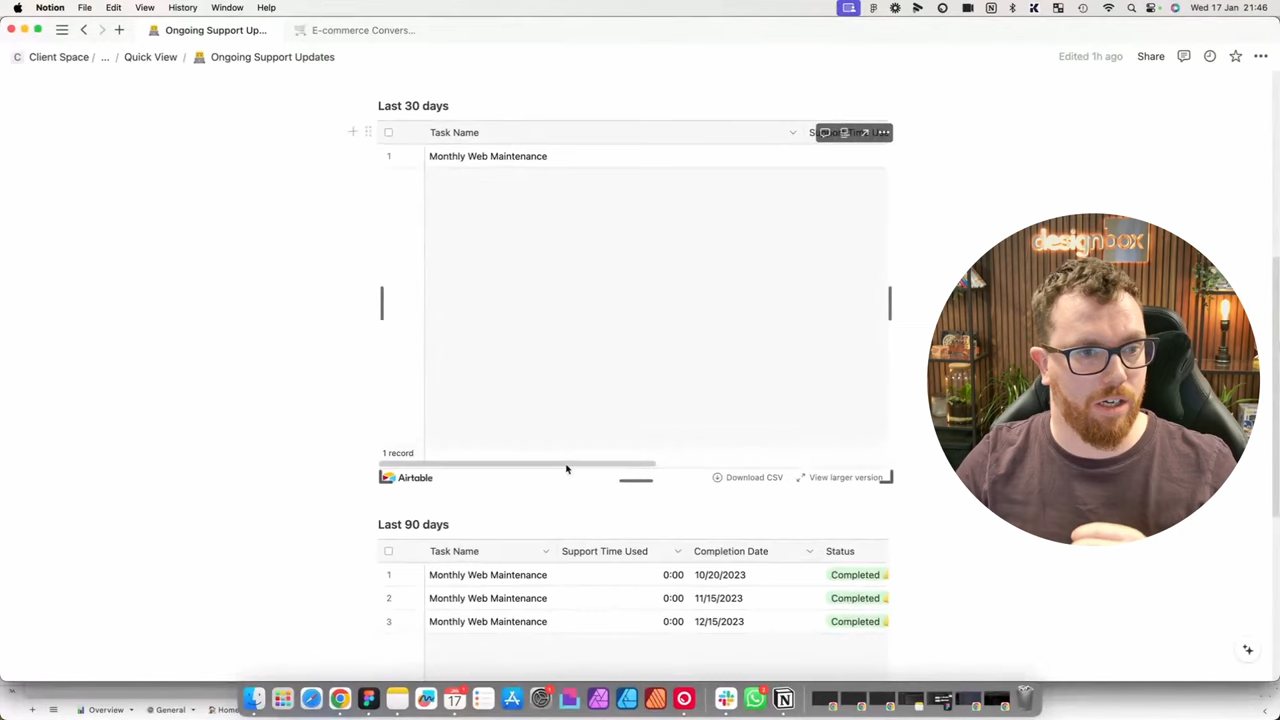 Notion File Edit View History Window Help Wed 17 Jan 21:46
Ongoing Support Up... E-commerce Convers...
C Client Space / ... / Quick View / Ongoing Support Updates Edited 1h ago Share
Last 30 days
Task Name
1 Monthly Web Maintenance
designbox
1 record
Airtable Download CSV View larger version
Last 90 days
Task Name Support Time Used Completion Date Status
1 Monthly Web Maintenance 0:00 10/20/2023 Completed
2 Monthly Web Maintenance 0:00 11/15/2023 Completed
3 Monthly Web Maintenance 0:00 12/15/2023 Completed
17
Overview General Home